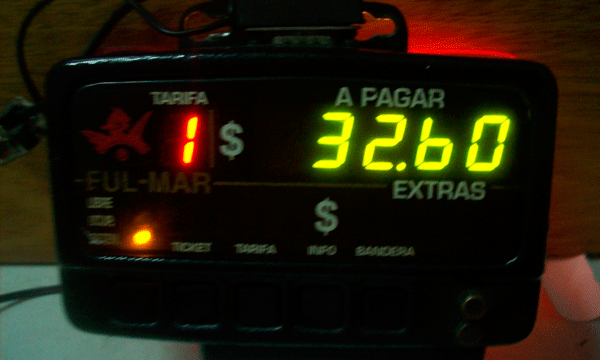 TARIFA A PAGAR
1 $ 32.60
FUL-MAR EXTRAS
$
TICKET TARIFA INFO BANDERA